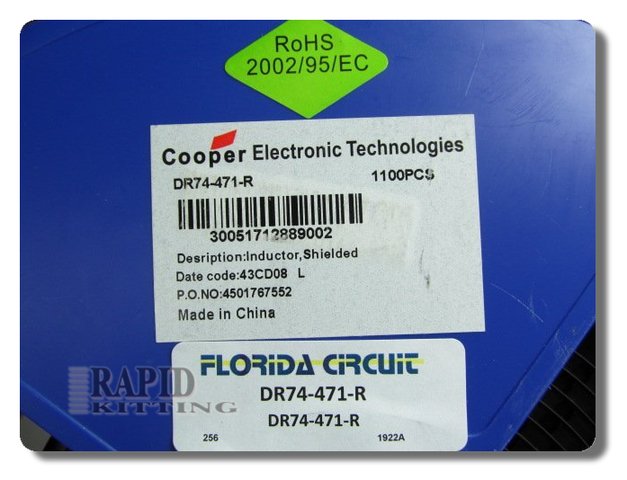 RoHS
2002/95/EC
Cooper Electronic Technologies
DR74-471-R 1100PCS
30051712889002
Desription:Inductor,Shielded
Date code:43CD08 L
P.O.NO:4501767552
Made in China
FLORIDA CIRCUIT
DR74-471-R
DR74-471-R
256 1922A
RAPID
KITTING